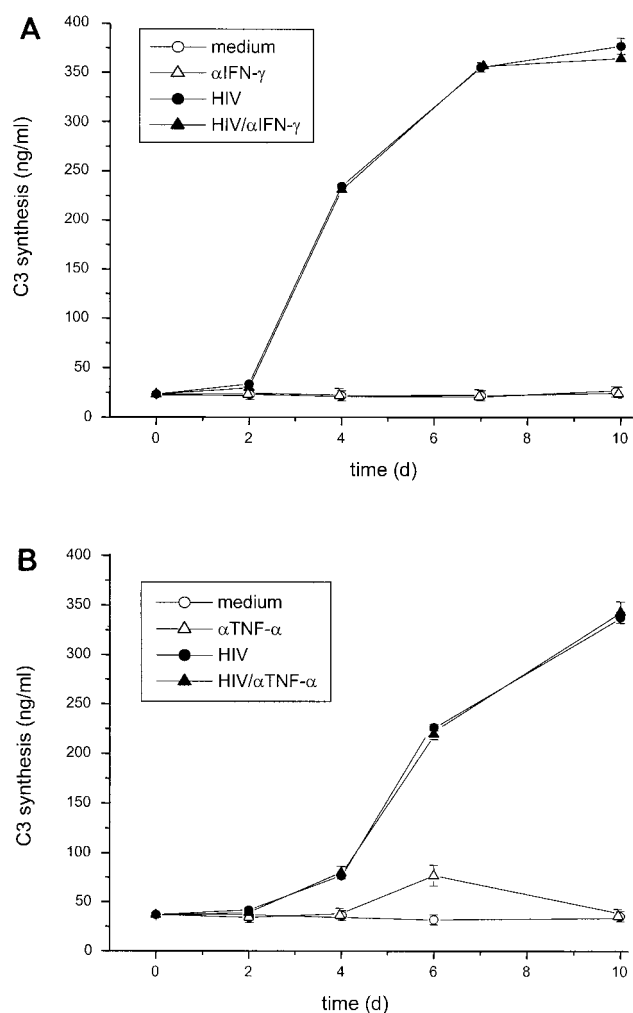 A
400
350
300
250
200
150
100
50
0
C3 synthesis (ng/ml)
medium
αIFN-γ
HIV
HIV/αIFN-γ
0 2 4 6 8 10
time (d)
B
400
350
300
250
200
150
100
50
0
C3 synthesis (ng/ml)
medium
αTNF-α
HIV
HIV/αTNF-α
0 2 4 6 8 10
time (d)